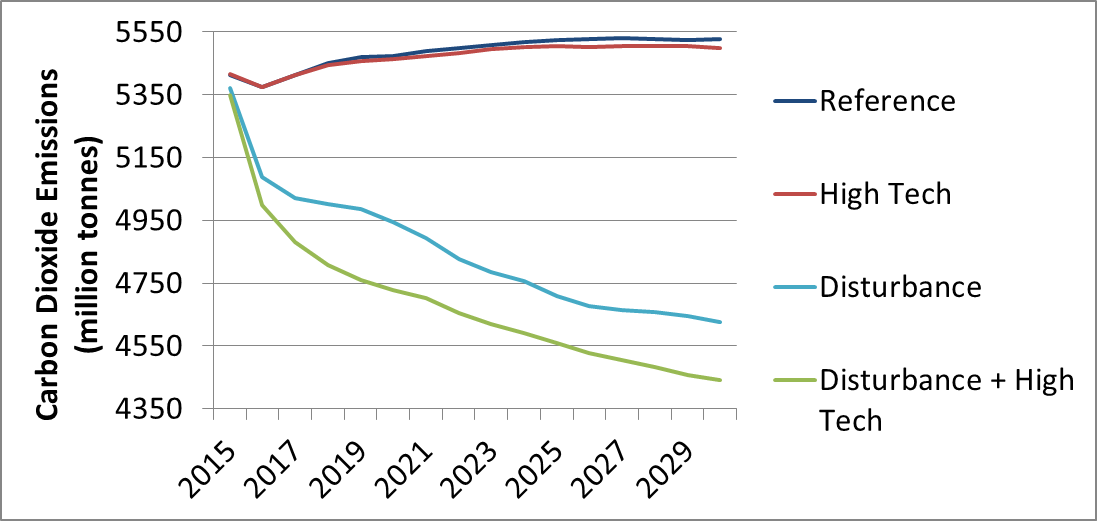 Carbon Dioxide Emissions
(million tonnes)
5550
5350
5150
4950
4750
4550
4350
2015
2017
2019
2021
2023
2025
2027
2029
Reference
High Tech
Disturbance
Disturbance + High
Tech